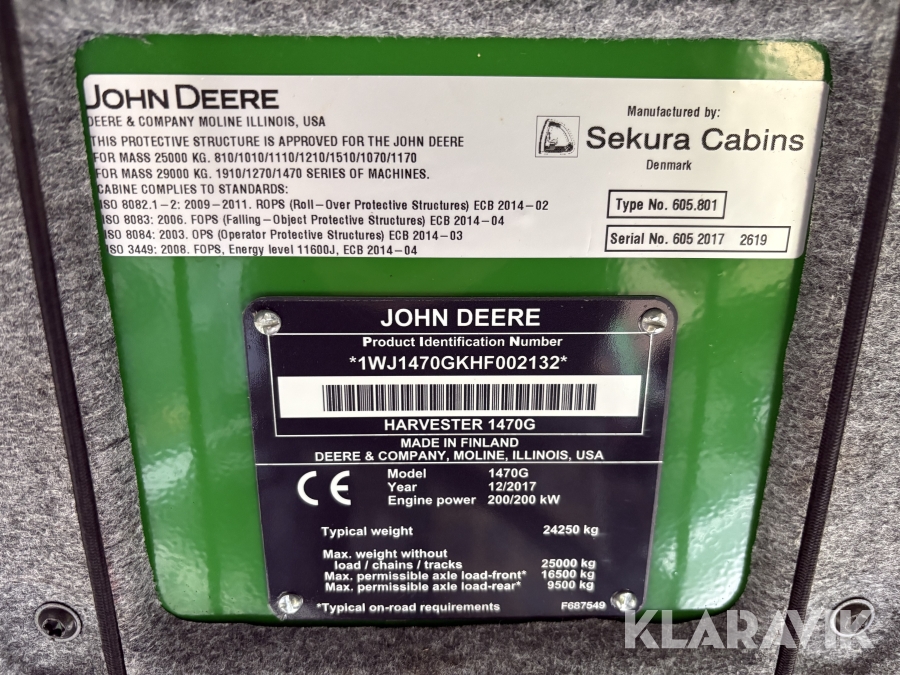 JOHN DEERE
DEERE & COMPANY MOLINE ILLINOIS, USA
THIS PROTECTIVE STRUCTURE IS APPROVED FOR THE JOHN DEERE
FOR MASS 25000 KG. 810/1010/1110/1210/1510/1070/1170
FOR MASS 29000 KG. 1910/1270/1470 SERIES OF MACHINES.
CABINE COMPLIES TO STANDARDS:
ISO 8082.1-2: 2009-2011. ROPS (Roll-Over Protective Structures) ECB 2014-02
ISO 8083: 2006. FOPS (Falling-Object Protective Structures) ECB 2014-04
ISO 8084: 2003. OPS (Operator Protective Structures) ECB 2014-03
ISO 3449: 2008. FOPS, Energy level 11600J, ECB 2014-04
Manufactured by:
Sekura Cabins
Denmark
Type No. 605.801
Serial No. 605 2017 2619
JOHN DEERE
Product Identification Number
*1WJ1470GKHF002132*
HARVESTER 1470G
MADE IN FINLAND
DEERE & COMPANY, MOLINE, ILLINOIS, USA
CE
Model 1470G
Year 12/2017
Engine power 200/200 kW
Typical weight 24250 kg
Max. weight without
load / chains / tracks 25000 kg
Max. permissible axle load-front* 16500 kg
Max. permissible axle load-rear* 9500 kg
*Typical on-road requirements F687549
KLARAVIK